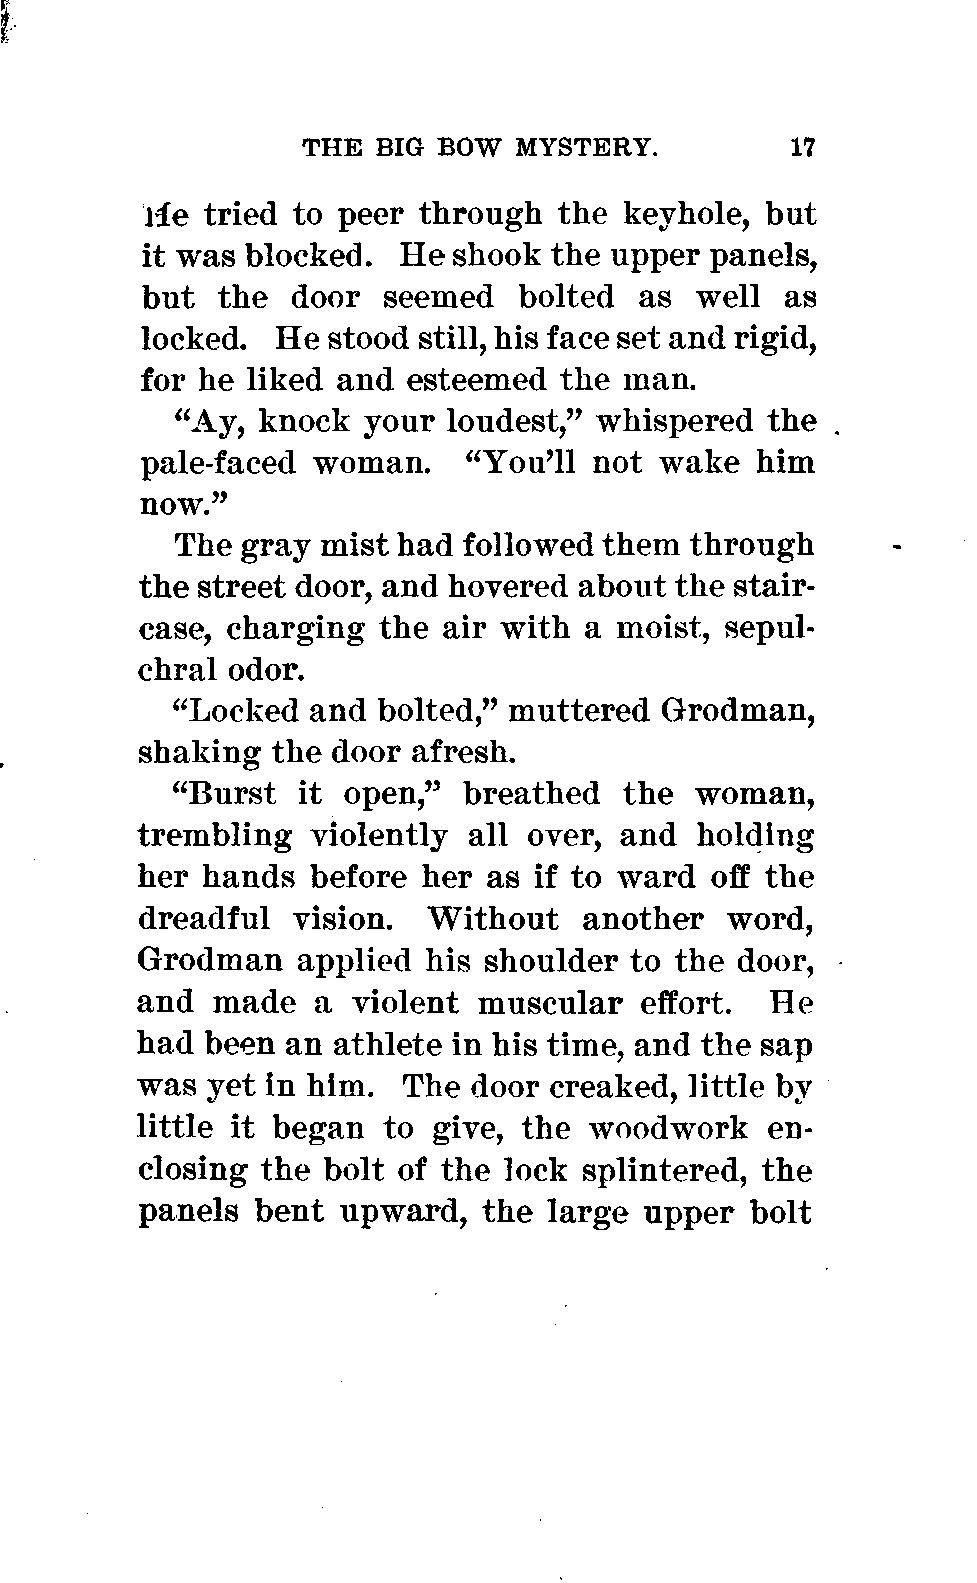 THE BIG BOW MYSTERY. 17
He tried to peer through the keyhole, but
it was blocked. He shook the upper panels,
but the door seemed bolted as well as
locked. He stood still, his face set and rigid,
for he liked and esteemed the man.
“Ay, knock your loudest,” whispered the
pale-faced woman. “You’ll not wake him
now.”
The gray mist had followed them through
the street door, and hovered about the stair-
case, charging the air with a moist, sepul-
chral odor.
“Locked and bolted,” muttered Grodman,
shaking the door afresh.
“Burst it open,” breathed the woman,
trembling violently all over, and holding
her hands before her as if to ward off the
dreadful vision. Without another word,
Grodman applied his shoulder to the door,
and made a violent muscular effort. He
had been an athlete in his time, and the sap
was yet in him. The door creaked, little by
little it began to give, the woodwork en-
closing the bolt of the lock splintered, the
panels bent upward, the large upper bolt